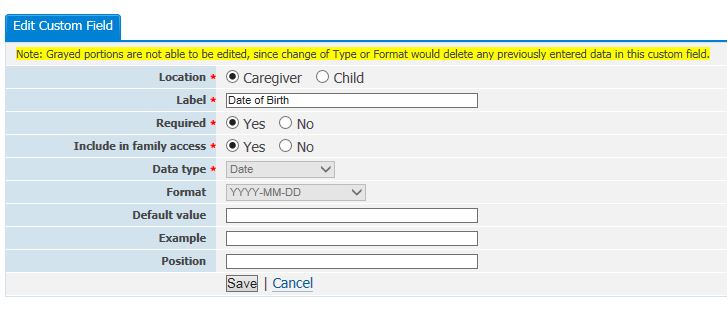 Edit Custom Field
Note: Grayed portions are not able to be edited, since change of Type or Format would delete any previously entered data in this custom field.
Location * Caregiver Child
Label * Date of Birth
Required * Yes No
Include in family access * Yes No
Data type * Date
Format YYYY-MM-DD
Default value
Example
Position
Save | Cancel